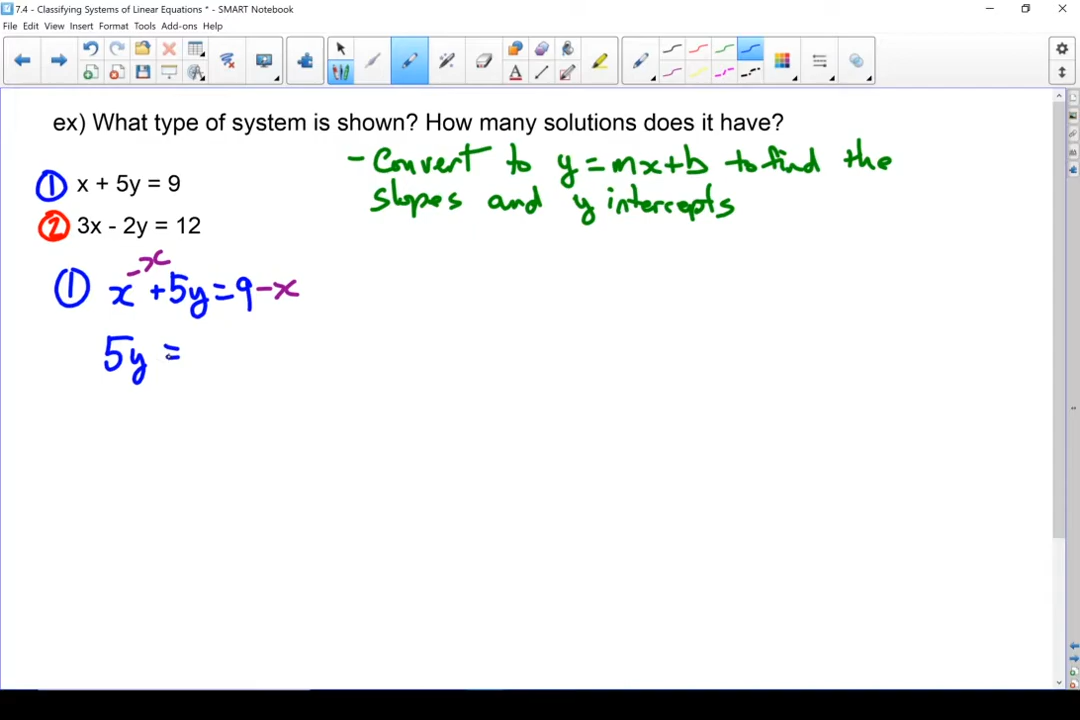 7.4 - Classifying Systems of Linear Equations * - SMART Notebook
File Edit View Insert Format Tools Add-ons Help
ex) What type of system is shown? How many solutions does it have?
- Convert to y = mx + b to find the
slopes and y intercepts
① x + 5y = 9
② 3x - 2y = 12
① x - x + 5y = 9 - x
5y =